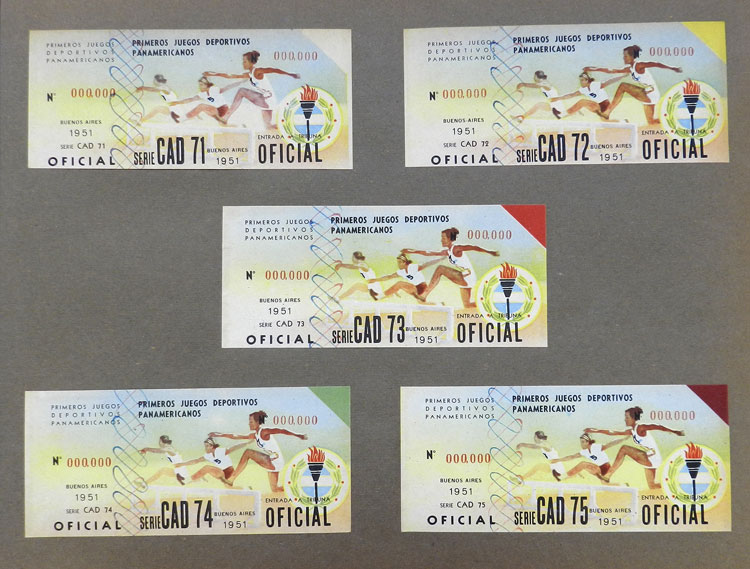 PRIMEROS JUEGOS
DEPORTIVOS
PANAMERICANOS
Nº 000.000
BUENOS AIRES
1951
SERIE CAD 71
OFICIAL
PRIMEROS JUEGOS DEPORTIVOS
PANAMERICANOS
000.000
ENTRADA "A" TRIBUNA
SERIE CAD 71 BUENOS AIRES 1951 OFICIAL
PRIMEROS JUEGOS
DEPORTIVOS
PANAMERICANOS
Nº 000.000
BUENOS AIRES
1951
SERIE CAD 72
OFICIAL
PRIMEROS JUEGOS DEPORTIVOS
PANAMERICANOS
000.000
ENTRADA "A" TRIBUNA
SERIE CAD 72 BUENOS AIRES 1951 OFICIAL
PRIMEROS JUEGOS
DEPORTIVOS
PANAMERICANOS
Nº 000.000
BUENOS AIRES
1951
SERIE CAD 73
OFICIAL
PRIMEROS JUEGOS DEPORTIVOS
PANAMERICANOS
000.000
ENTRADA "A" TRIBUNA
SERIE CAD 73 BUENOS AIRES 1951 OFICIAL
PRIMEROS JUEGOS
DEPORTIVOS
PANAMERICANOS
Nº 000.000
BUENOS AIRES
1951
SERIE CAD 74
OFICIAL
PRIMEROS JUEGOS DEPORTIVOS
PANAMERICANOS
000.000
ENTRADA "A" TRIBUNA
SERIE CAD 74 BUENOS AIRES 1951 OFICIAL
PRIMEROS JUEGOS
DEPORTIVOS
PANAMERICANOS
Nº 000.000
BUENOS AIRES
1951
SERIE CAD 75
OFICIAL
PRIMEROS JUEGOS DEPORTIVOS
PANAMERICANOS
000.000
ENTRADA "A" TRIBUNA
SERIE CAD 75 BUENOS AIRES 1951 OFICIAL